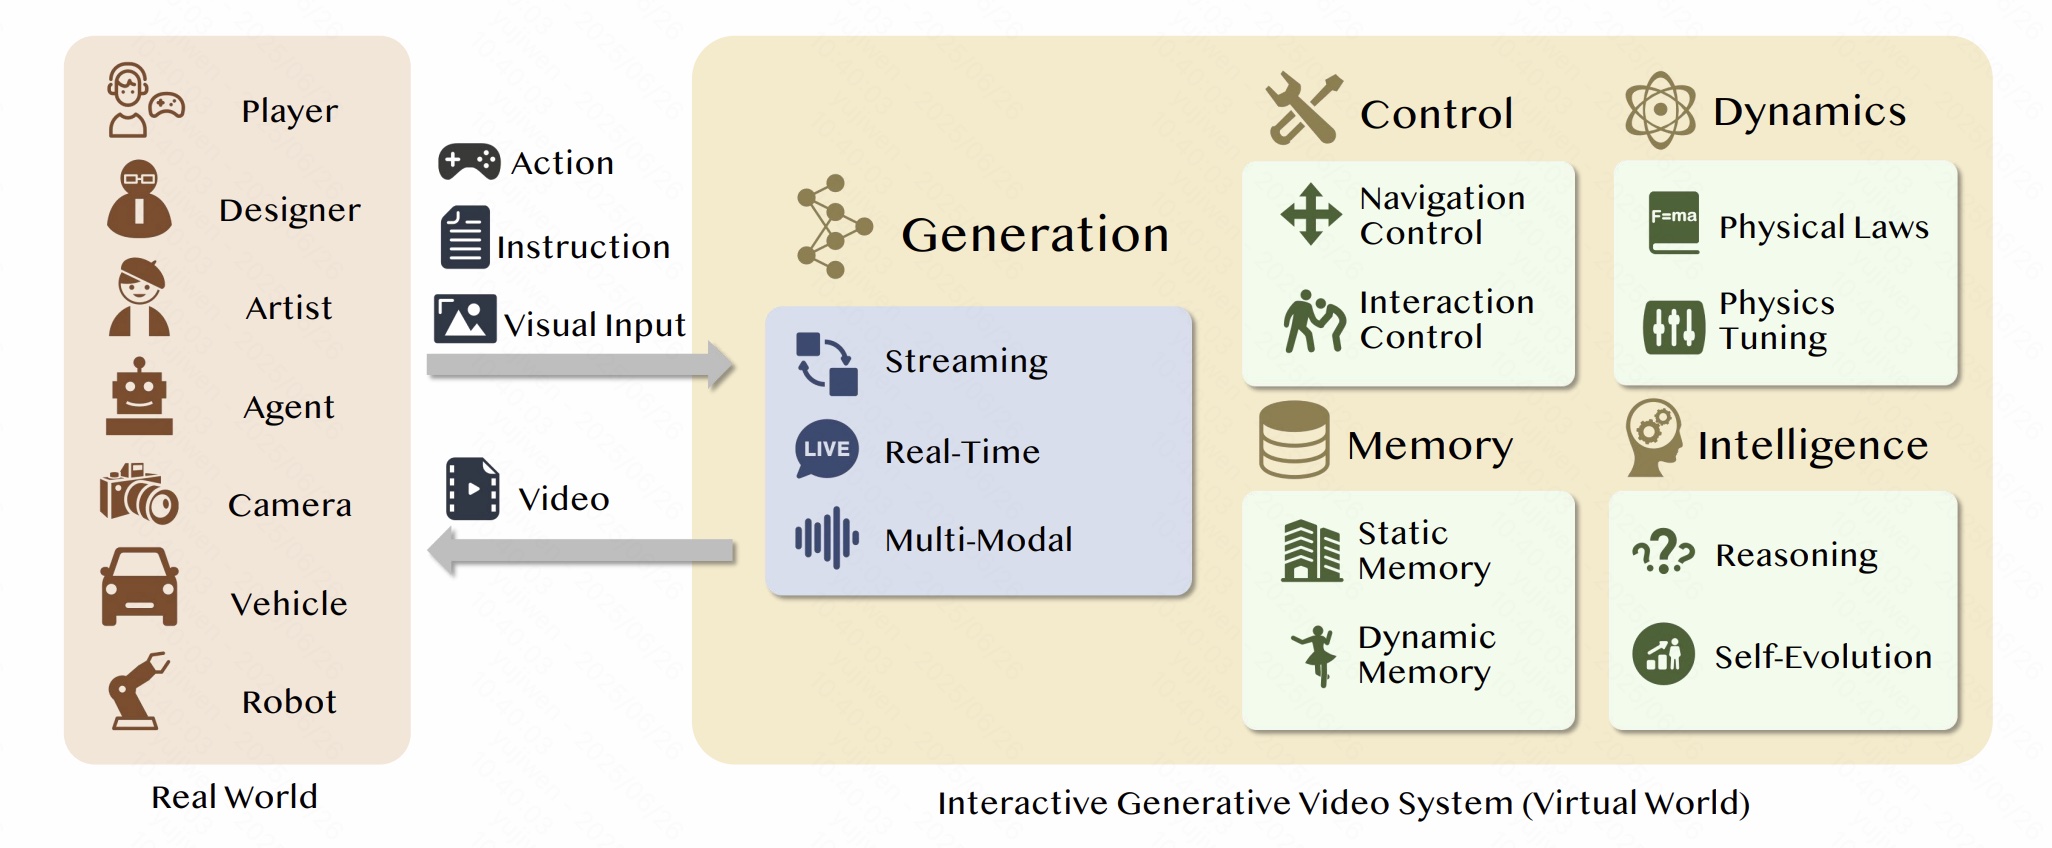 Player
Designer
Artist
Agent
Camera
Vehicle
Robot
Real World
Action
Instruction
Visual Input
Video
Generation
Streaming
LIVE
Real-Time
Multi-Modal
Control
Navigation
Control
Interaction
Control
Dynamics
F=ma
Physical Laws
Physics
Tuning
Memory
Static
Memory
Dynamic
Memory
Intelligence
Reasoning
???
Self-Evolution
Interactive Generative Video System (Virtual World)